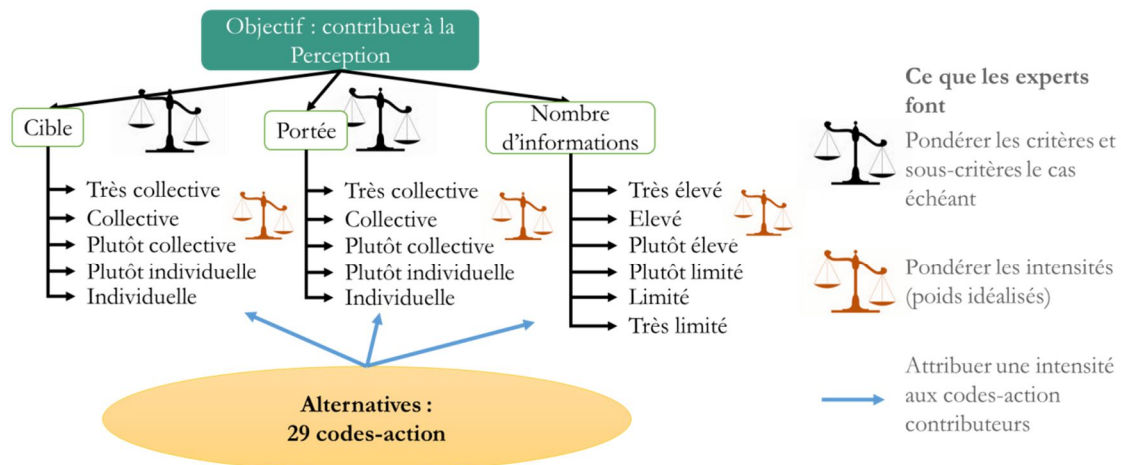 Objectif : contribuer à la
Perception
Cible
Portée
Nombre
d'informations
Très collective
Collective
Plutôt collective
Plutôt individuelle
Individuelle
Très collective
Collective
Plutôt collective
Plutôt individuelle
Individuelle
Très élevé
Elevé
Plutôt élevé
Plutôt limité
Limité
Très limité
Alternatives :
29 codes-action
Ce que les experts
font
Pondérer les critères et
sous-critères le cas
échéant
Pondérer les intensités
(poids idéalisés)
Attribuer une intensité
aux codes-action
contributeurs